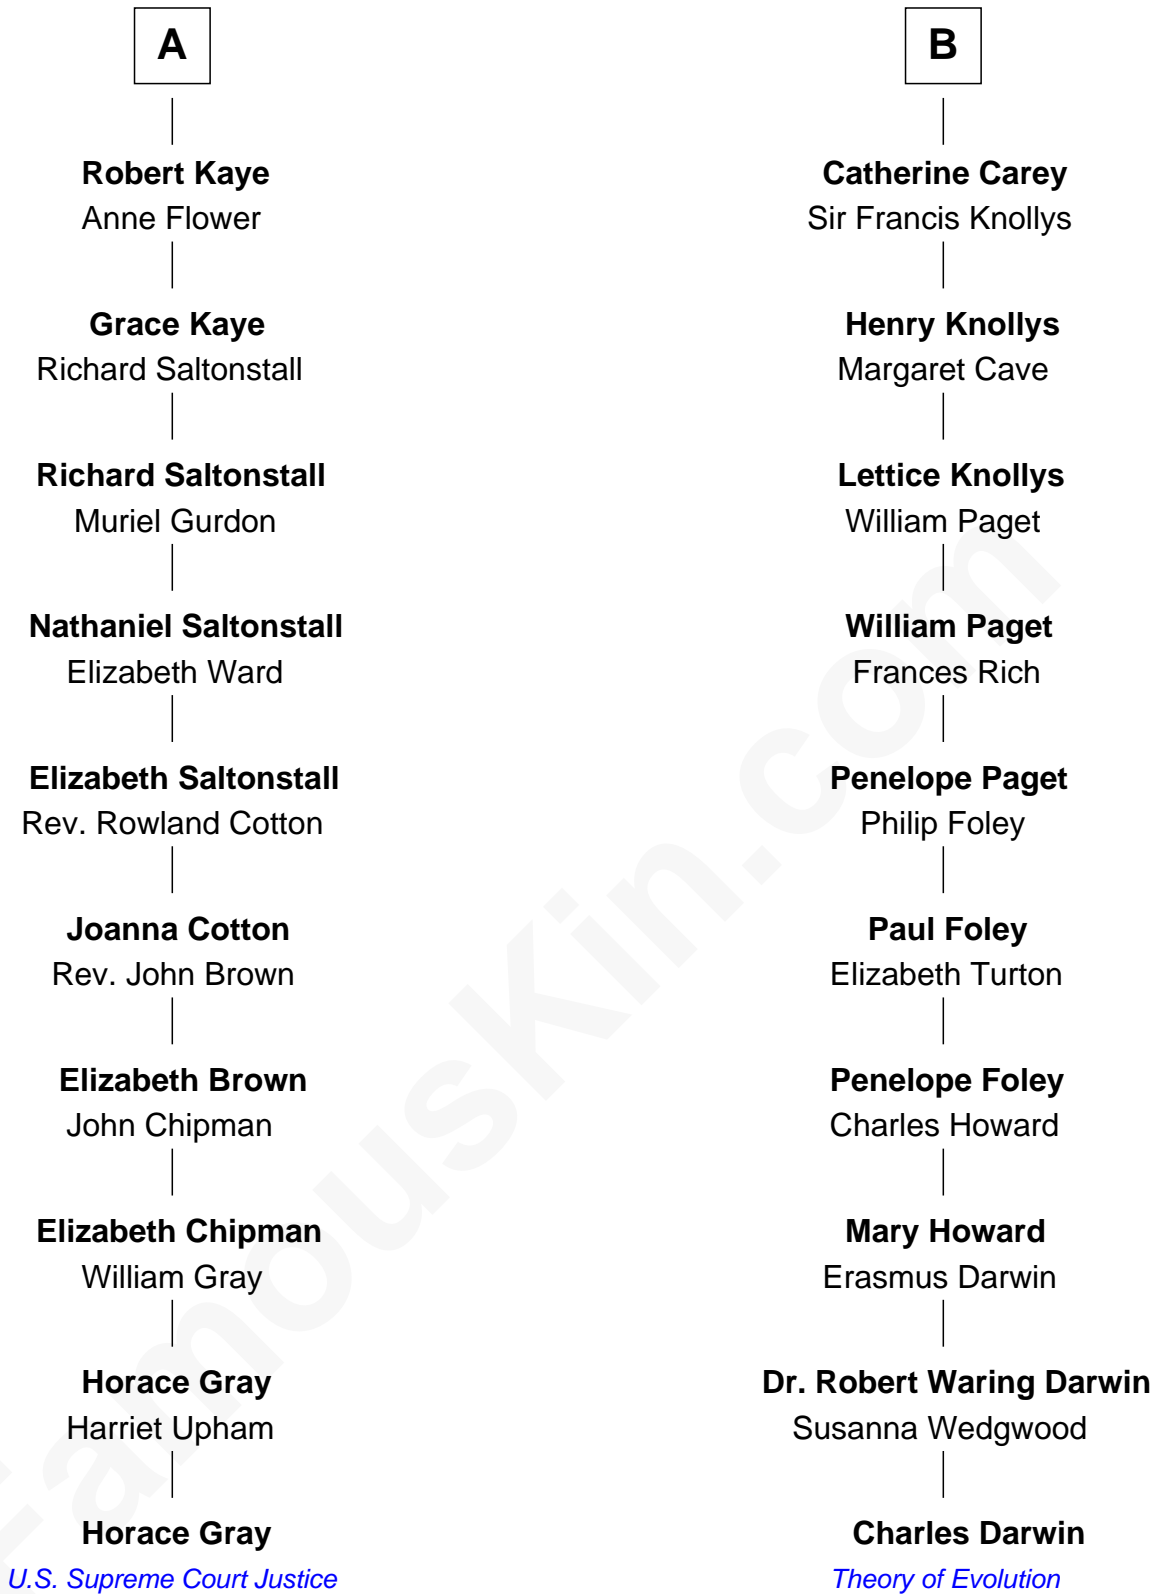 A
Robert Kaye
Anne Flower
Grace Kaye
Richard Saltonstall
Richard Saltonstall
Muriel Gurdon
Nathaniel Saltonstall
Elizabeth Ward
Elizabeth Saltonstall
Rev. Rowland Cotton
Joanna Cotton
Rev. John Brown
Elizabeth Brown
John Chipman
Elizabeth Chipman
William Gray
Horace Gray
Harriet Upham
Horace Gray
U.S. Supreme Court Justice
B
Catherine Carey
Sir Francis Knollys
Henry Knollys
Margaret Cave
Lettice Knollys
William Paget
William Paget
Frances Rich
Penelope Paget
Philip Foley
Paul Foley
Elizabeth Turton
Penelope Foley
Charles Howard
Mary Howard
Erasmus Darwin
Dr. Robert Waring Darwin
Susanna Wedgwood
Charles Darwin
Theory of Evolution
FamousKin.com